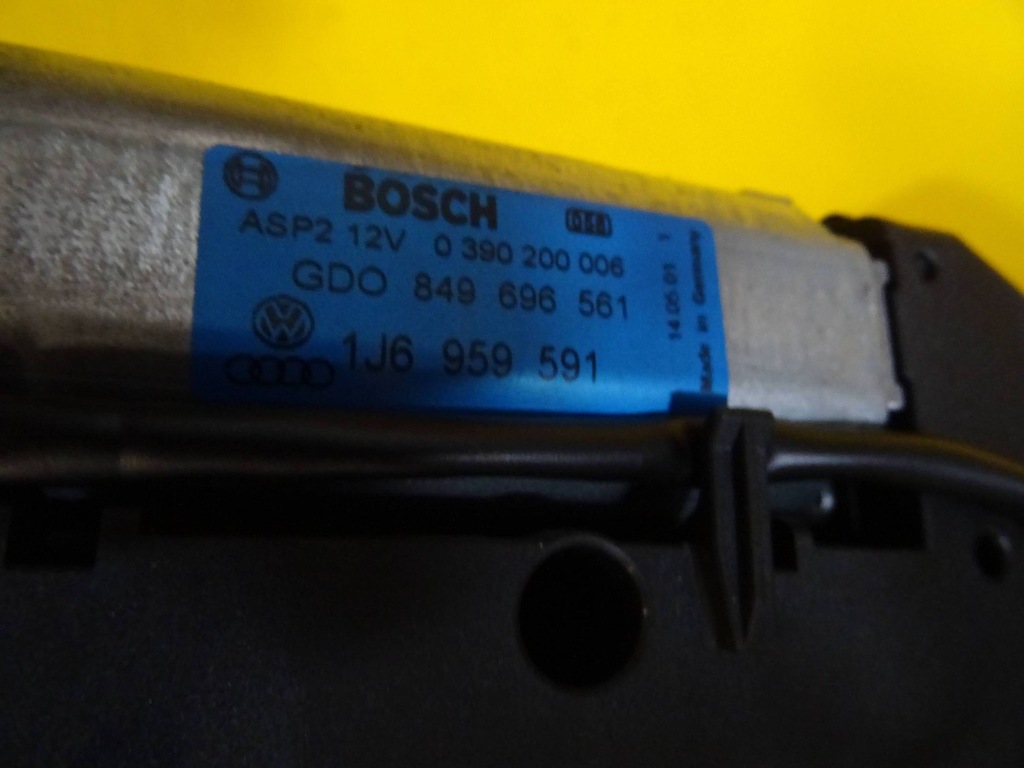 BOSCH
ASP2 12V 0 390 200 006
GDO 849 696 561
1J6 959 591
14.05.01 1
Made in Germany